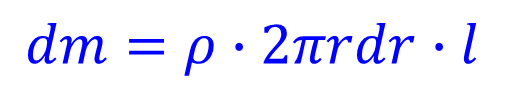 dm = ρ · 2πrdr · l